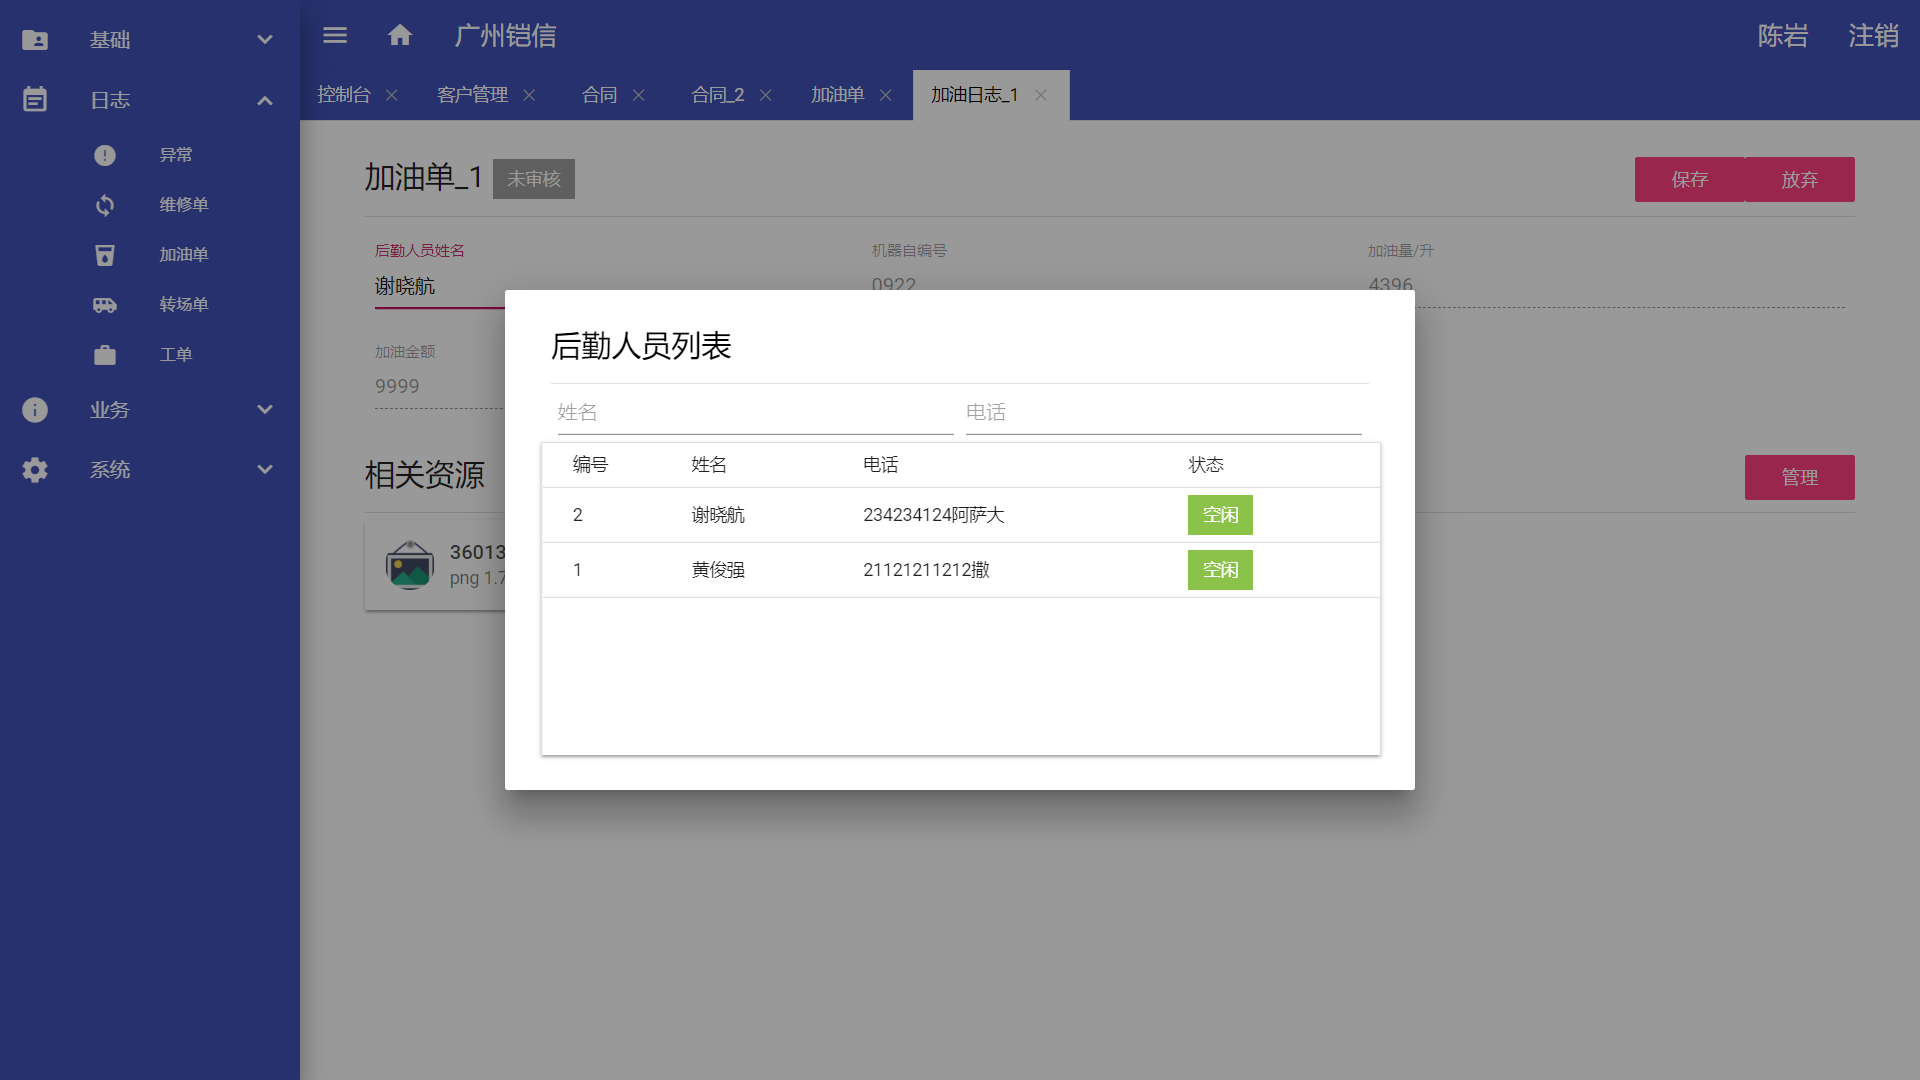 基础
日志
异常
维修单
加油单
转场单
工单
业务
系统
广州铠信
陈岩 注销
控制台 客户管理 合同 合同_2 加油单 加油日志_1
加油单_1 未审核
保存 放弃
后勤人员姓名 机器自编号 加油量/升
谢晓航 0922 4396
加油金额
9999
相关资源
管理
36013
png 1.7
后勤人员列表
姓名 电话
编号 姓名 电话 状态
2 谢晓航 234234124阿萨大 空闲
1 黄俊强 21121211212撒 空闲